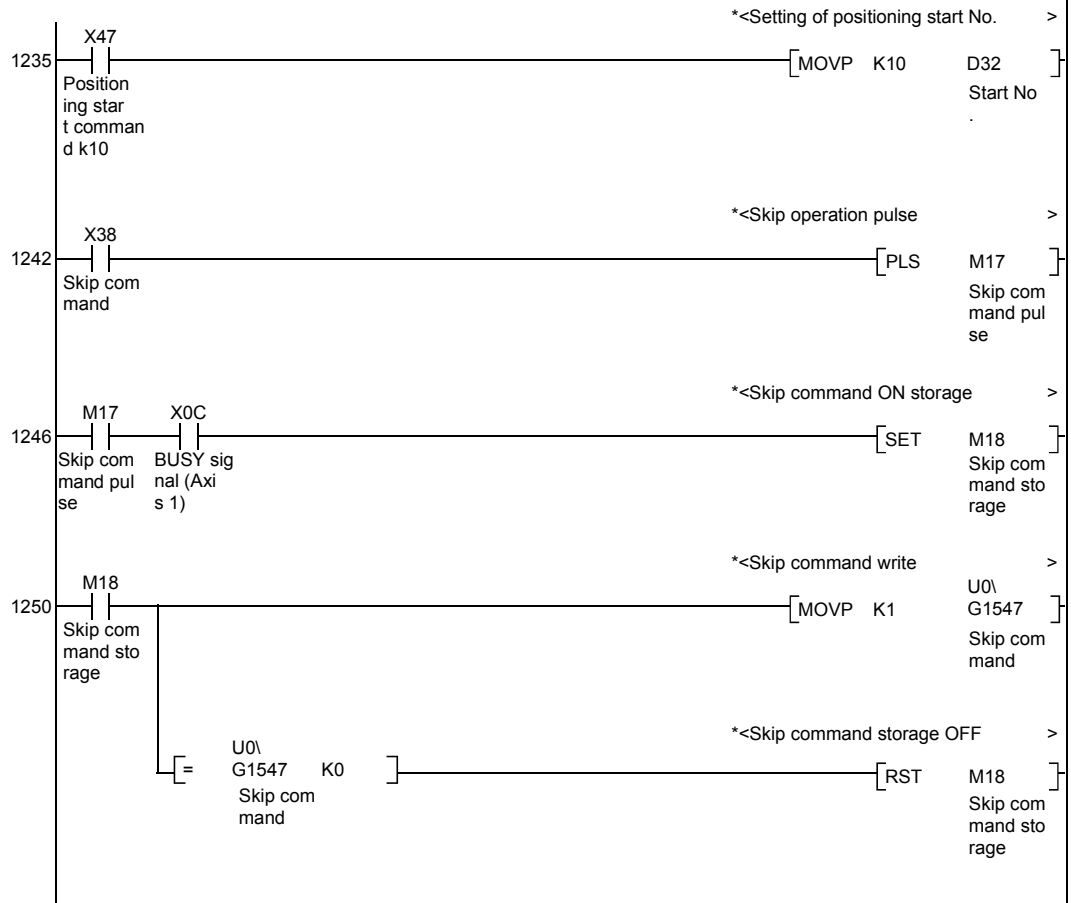 *<Setting of positioning start No. >
X47
1235 MOVP K10 D32
Position
ing star
t comman
d k10
Start No
.
*<Skip operation pulse >
X38
1242 PLS M17
Skip com
mand
Skip com
mand pul
se
*<Skip command ON storage >
M17 X0C
1246 SET M18
Skip com
mand pul
se
BUSY sig
nal (Axi
s 1)
Skip com
mand sto
rage
*<Skip command write >
M18 U0\
1250 MOVP K1 G1547
Skip com
mand sto
rage
Skip com
mand
*<Skip command storage OFF >
U0\
= G1547 K0 RST M18
Skip com
mand
Skip com
mand sto
rage